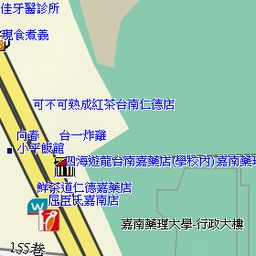 佳牙醫診所
現食煮義
可不可熟成紅茶台南仁德店
向春
台一炸雞
小平飯館
四海遊龍台南嘉藥店(學校內)
嘉南藥理
鮮茶道仁德嘉藥店
屈臣氏嘉南店
嘉南藥理大學-行政大樓
155巷